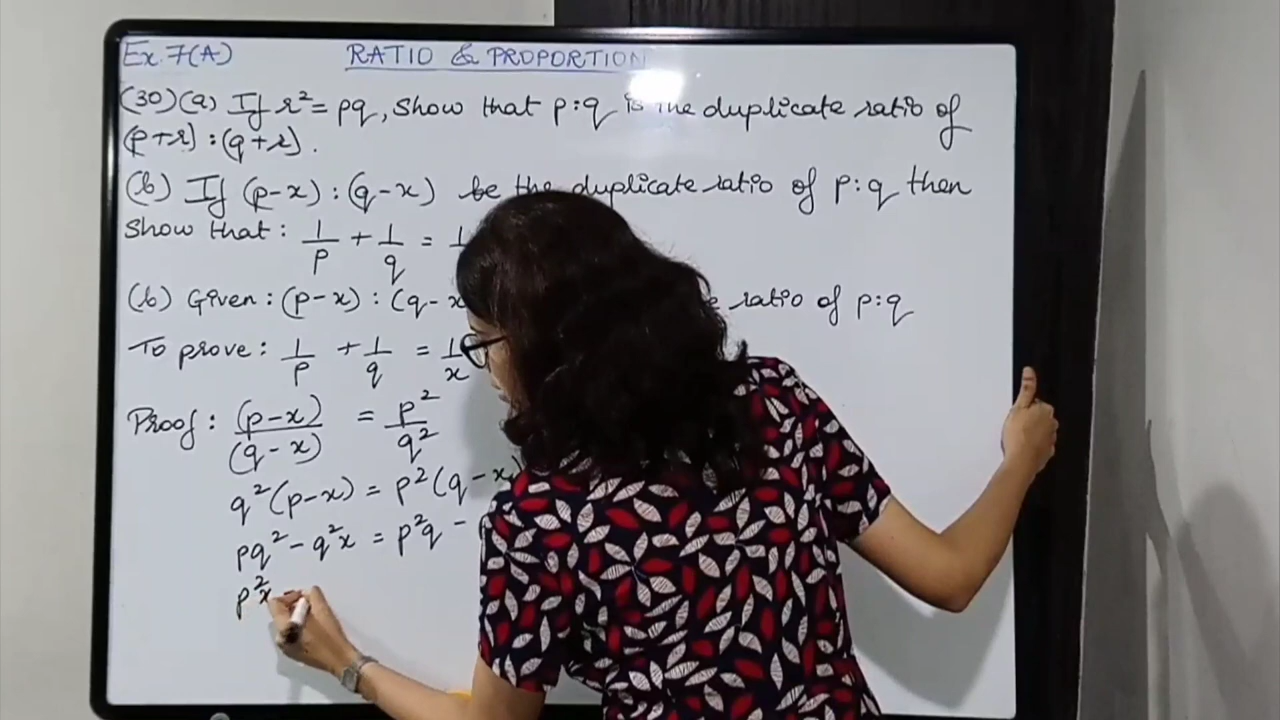 Ex. 7(A) RATIO & PROPORTION
(30)(a) If r² = pq, show that p:q is the duplicate ratio of
(p+r):(q+r).
(b) If (p-x):(q-x) be the duplicate ratio of p:q then
Show that: 1/p + 1/q = 1
(b) Given: (p-x):(q-x ratio of p:q
To prove: 1/p + 1/q = 1/x
Proof: (p-x)/(q-x) = p²/q²
q²(p-x) = p²(q-x)
pq² - q²x = p²q -
p²x -